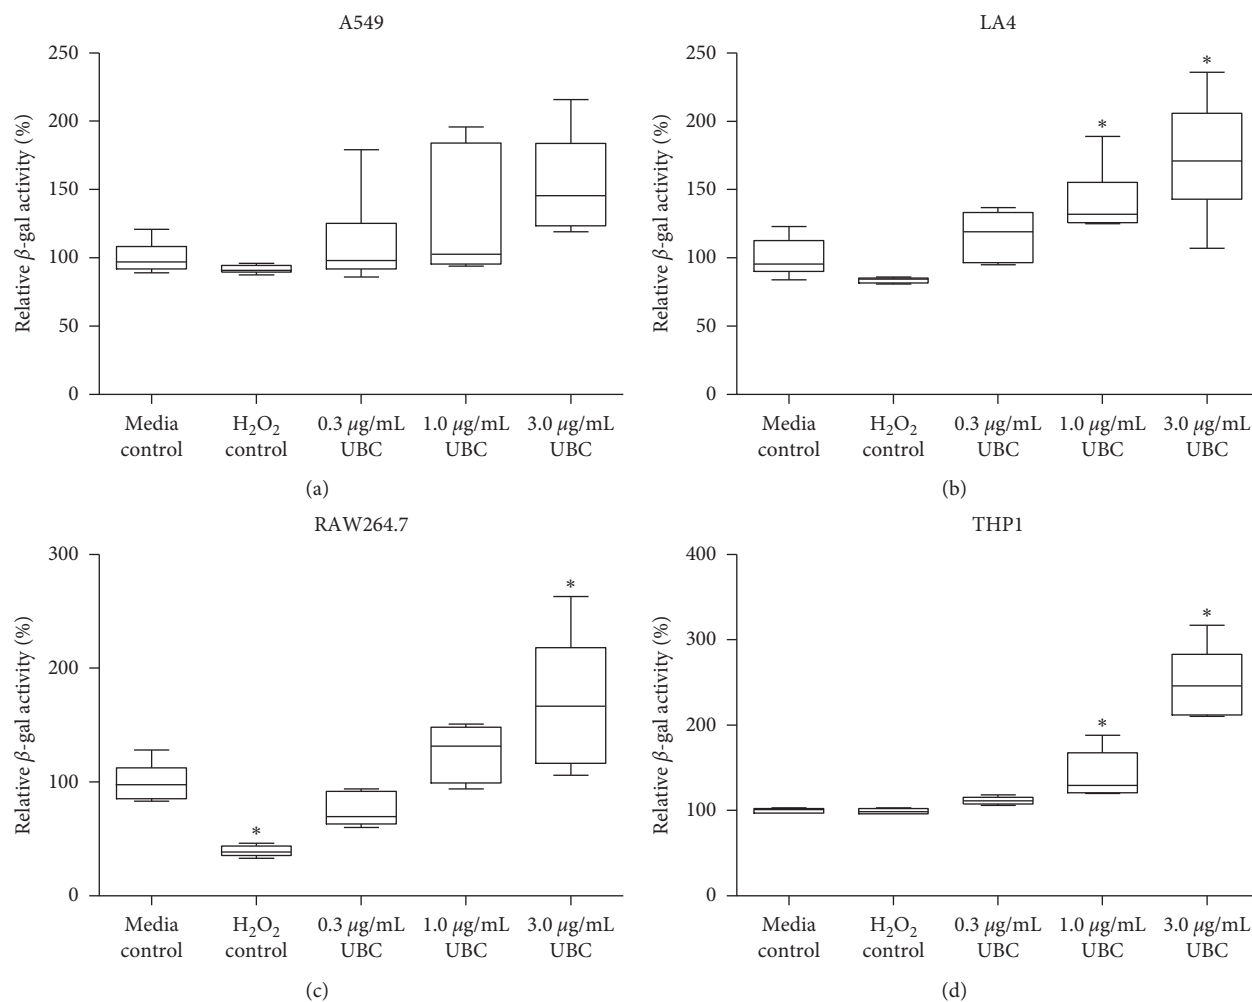 A549
Relative β-gal activity (%)
250
200
150
100
50
0
Media
control
H₂O₂
control
0.3 µg/mL
UBC
1.0 µg/mL
UBC
3.0 µg/mL
UBC
(a)
LA4
Relative β-gal activity (%)
250
200
150
100
50
0
*
*
Media
control
H₂O₂
control
0.3 µg/mL
UBC
1.0 µg/mL
UBC
3.0 µg/mL
UBC
(b)
RAW264.7
Relative β-gal activity (%)
300
200
100
0
*
*
Media
control
H₂O₂
control
0.3 µg/mL
UBC
1.0 µg/mL
UBC
3.0 µg/mL
UBC
(c)
THP1
Relative β-gal activity (%)
400
300
200
100
0
*
*
Media
control
H₂O₂
control
0.3 µg/mL
UBC
1.0 µg/mL
UBC
3.0 µg/mL
UBC
(d)